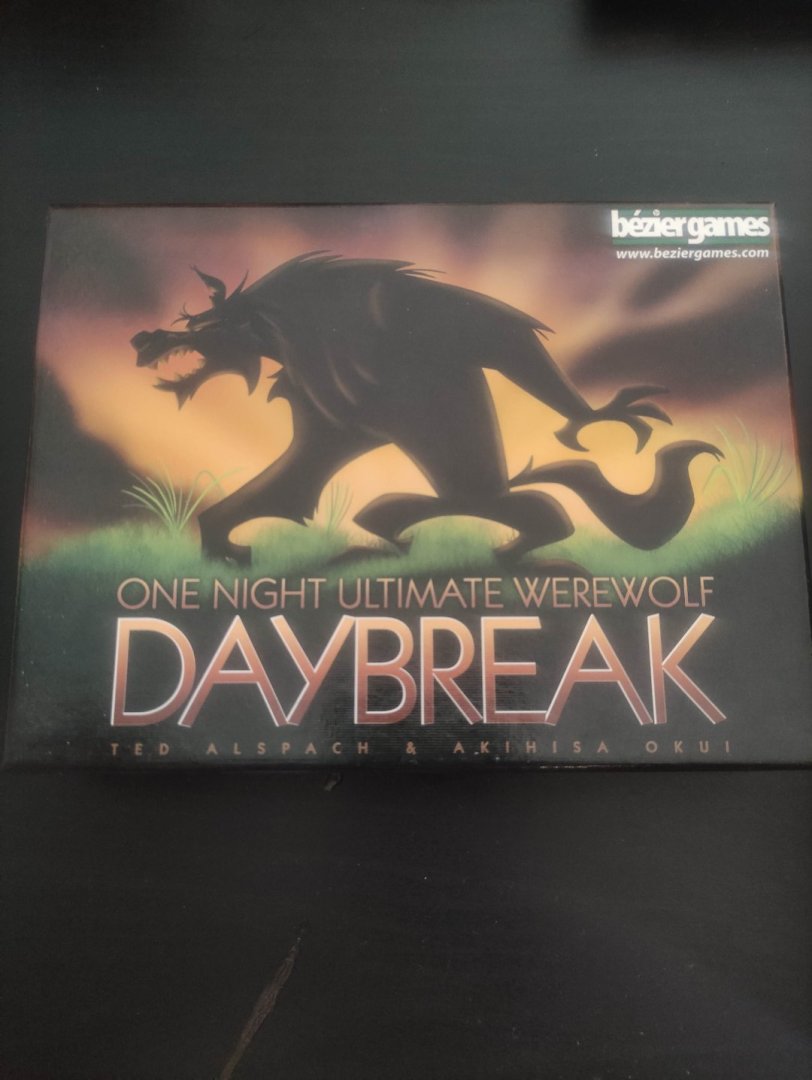 bézier games
www.beziergames.com
ONE NIGHT ULTIMATE WEREWOLF
DAYBREAK
TED ALSPACH & AKIHISA OKUI